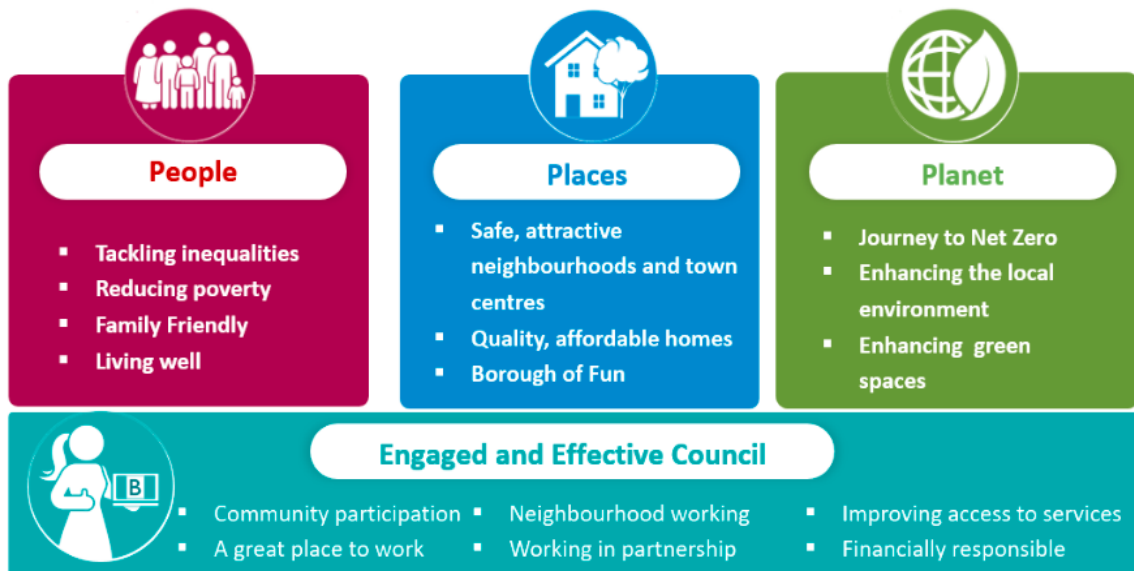 People
▪ Tackling inequalities
▪ Reducing poverty
▪ Family Friendly
▪ Living well
Places
▪ Safe, attractive
neighbourhoods and town
centres
▪ Quality, affordable homes
▪ Borough of Fun
Planet
▪ Journey to Net Zero
▪ Enhancing the local
environment
▪ Enhancing green
spaces
Engaged and Effective Council
B
▪ Community participation
▪ A great place to work
▪ Neighbourhood working
▪ Working in partnership
▪ Improving access to services
▪ Financially responsible